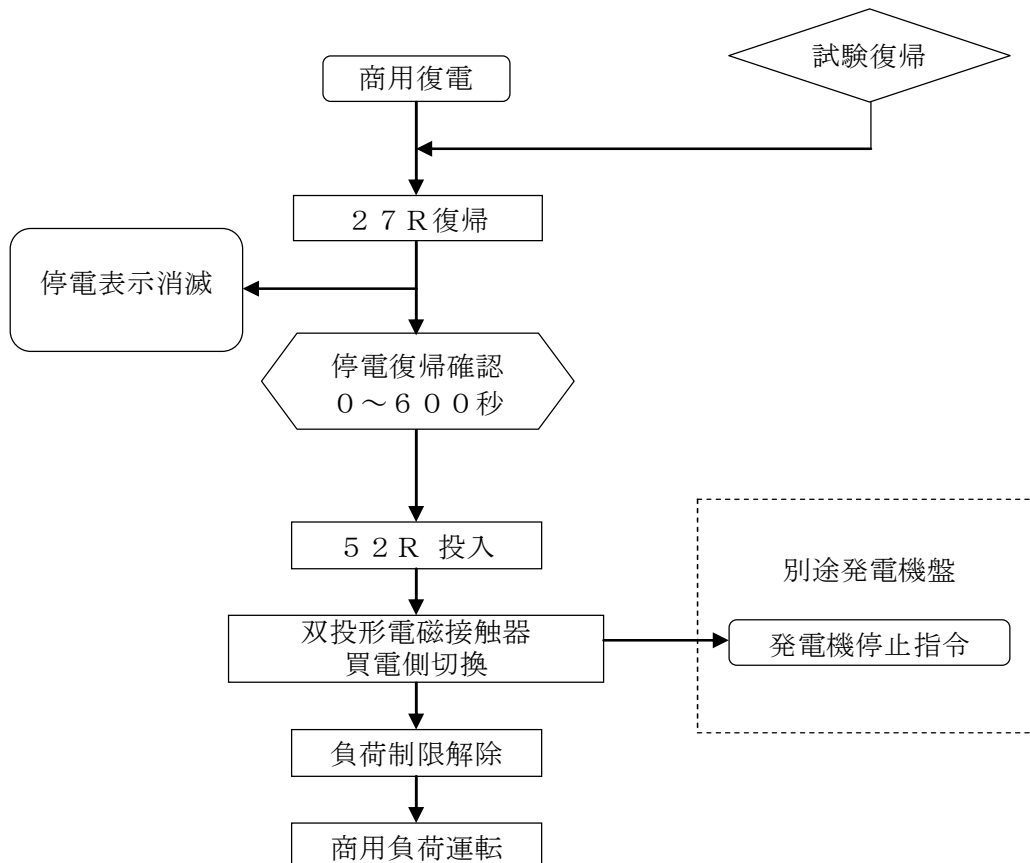 商用復電
試験復帰
２７Ｒ復帰
停電表示消滅
停電復帰確認
０～６００秒
５２Ｒ 投入
別途発電機盤
双投形電磁接触器
買電側切換
発電機停止指令
負荷制限解除
商用負荷運転